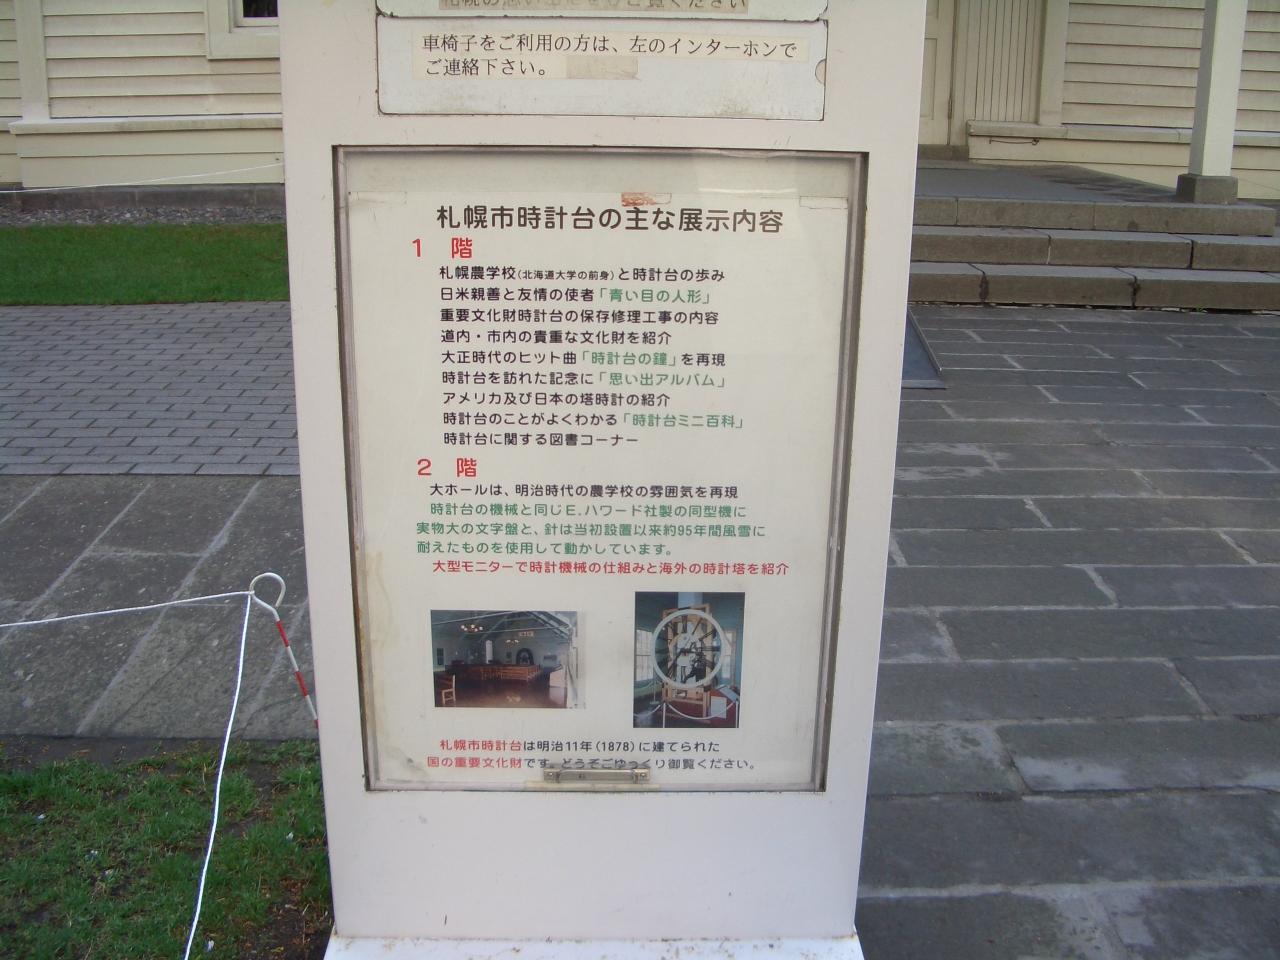 札幌の思い出にぜひご覧ください
車椅子をご利用の方は、左のインターホンで
ご連絡下さい。
札幌市時計台の主な展示内容
1 階
札幌農学校(北海道大学の前身)と時計台の歩み
日米親善と友情の使者「青い目の人形」
重要文化財時計台の保存修理工事の内容
道内・市内の貴重な文化財を紹介
大正時代のヒット曲「時計台の鐘」を再現
時計台を訪れた記念に「思い出アルバム」
アメリカ及び日本の塔時計の紹介
時計台のことがよくわかる「時計台ミニ百科」
時計台に関する図書コーナー
2 階
大ホールは、明治時代の農学校の雰囲気を再現
時計台の機械と同じE.ハワード社製の同型機に
実物大の文字盤と、針は当初設置以来約95年間風雪に
耐えたものを使用して動かしています。
大型モニターで時計機械の仕組みと海外の時計塔を紹介
札幌市時計台は明治11年(1878)に建てられた
国の重要文化財です。どうぞごゆっくり御覧ください。